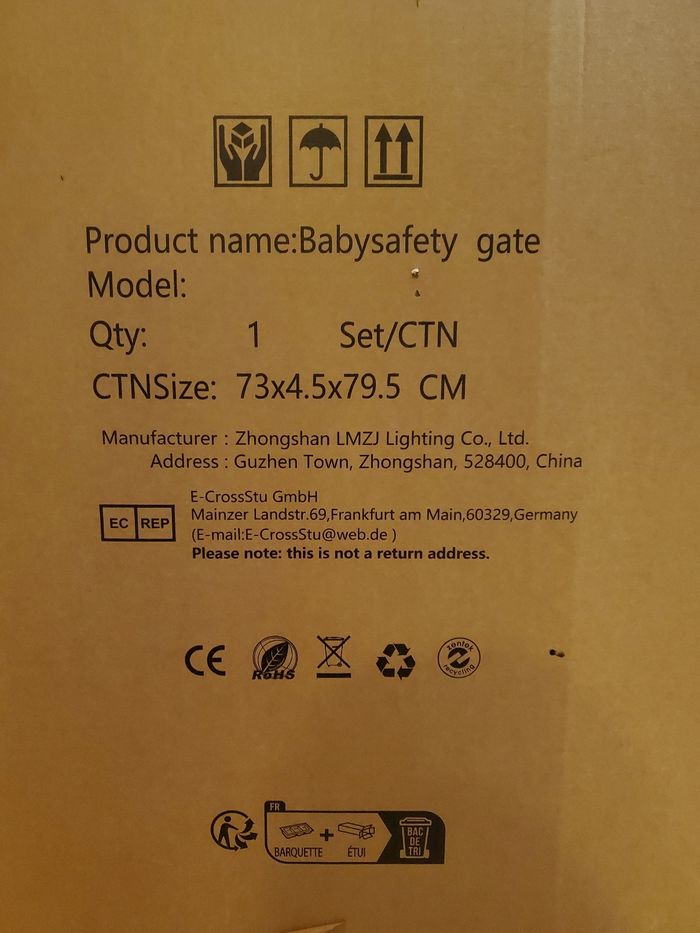 Product name:Babysafety gate
Model:
Qty: 1 Set/CTN
CTNSize: 73x4.5x79.5 CM
Manufacturer : Zhongshan LMZJ Lighting Co., Ltd.
Address : Guzhen Town, Zhongshan, 528400, China
E-CrossStu GmbH
EC REP
Mainzer Landstr.69,Frankfurt am Main,60329,Germany
(E-mail:E-CrossStu@web.de )
Please note: this is not a return address.
CE
RoHS
zentek
recycling
FR
BARQUETTE + ÉTUI
BAC
DE
TRI